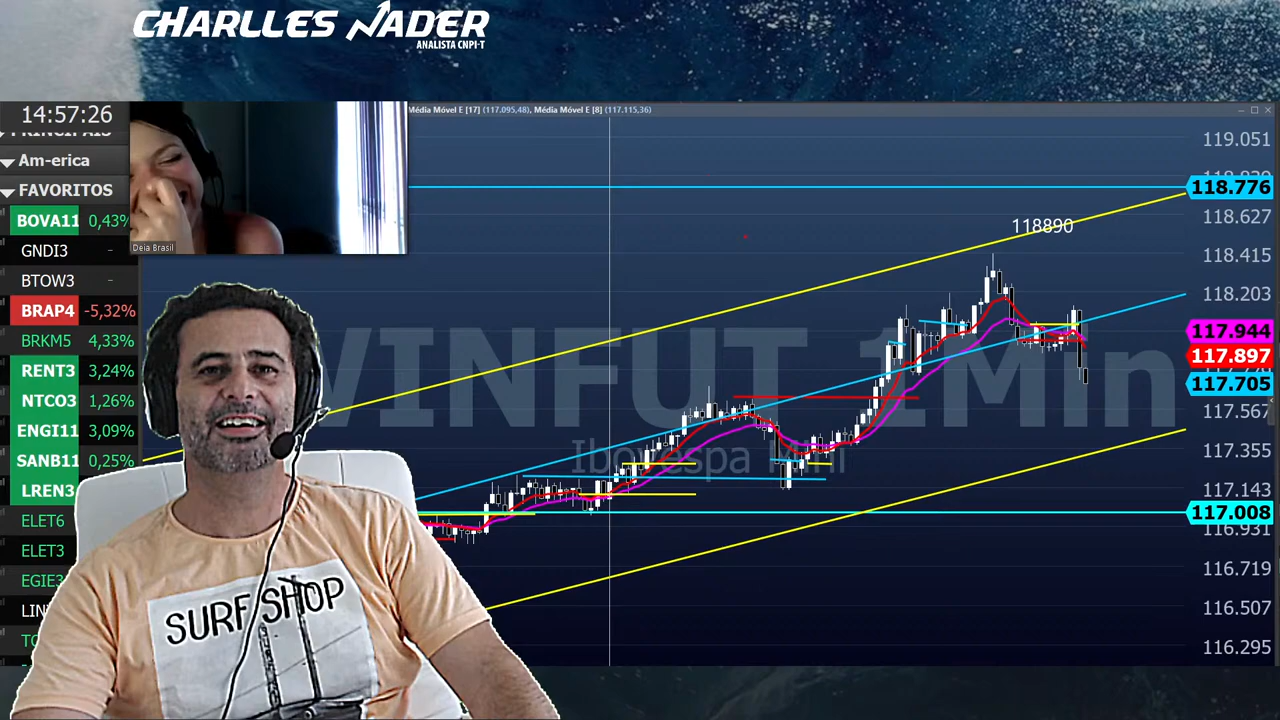 CHARLLES NADER
ANALISTA CNPI-T
14:57:26
PRINCIPAIS
Am-erica
FAVORITOS
BOVA11 0,43%
GNDI3 -
BTOW3 -
BRAP4 -5,32%
BRKM5 4,33%
RENT3 3,24%
NTCO3 1,26%
ENGI11 3,09%
SANB11 0,25%
LREN3
ELET6
ELET3
EGIE3
Deia Brasil
Média Móvel E [17] (117.095,48), Média Móvel E [8] (117.115,36)
WINFUT 1Min
Ibovespa Mini
118890
119.051
118.776
118.627
118.415
118.203
117.944
117.897
117.705
117.567
117.355
117.143
117.008
116.931
116.719
116.507
116.295
SURF SHOP